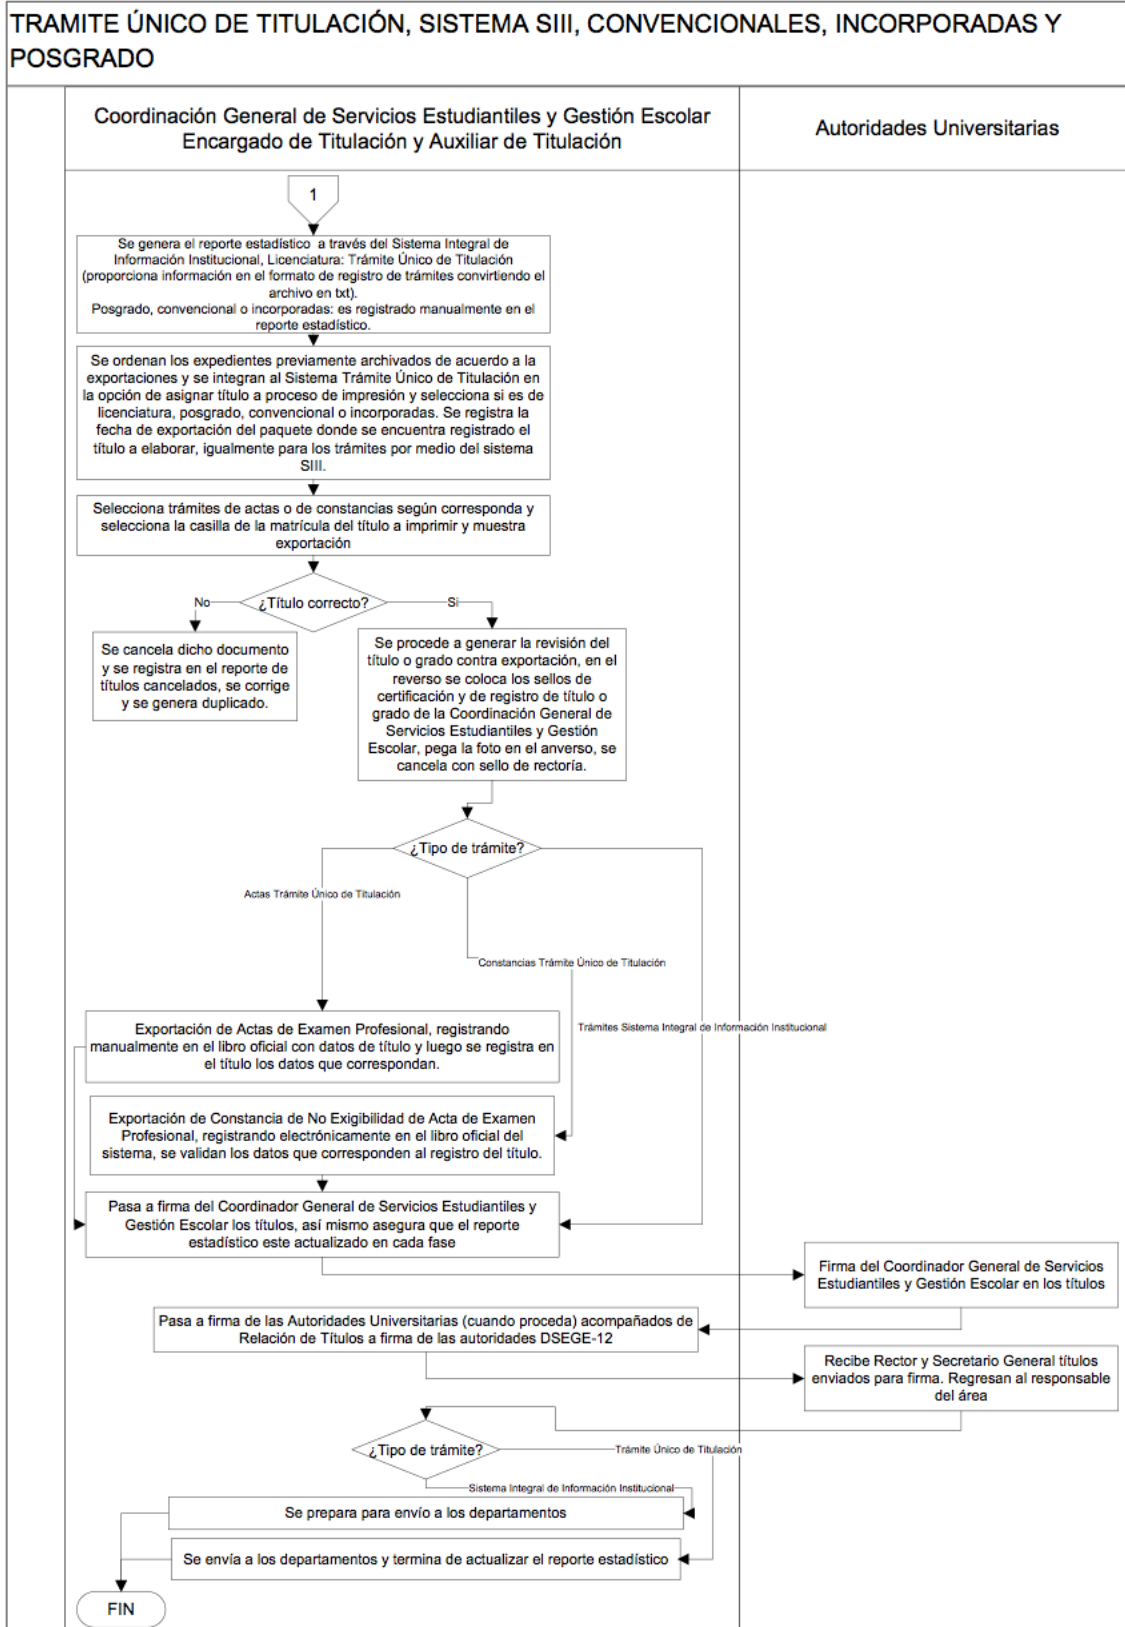 TRAMITE ÚNICO DE TITULACIÓN, SISTEMA SIII, CONVENCIONALES, INCORPORADAS Y
POSGRADO
Coordinación General de Servicios Estudiantiles y Gestión Escolar
Encargado de Titulación y Auxiliar de Titulación
Autoridades Universitarias
1
Se genera el reporte estadístico a través del Sistema Integral de
Información Institucional, Licenciatura: Trámite Único de Titulación
(proporciona información en el formato de registro de trámites convirtiendo el
archivo en txt).
Posgrado, convencional o incorporadas: es registrado manualmente en el
reporte estadístico.
Se ordenan los expedientes previamente archivados de acuerdo a la
exportaciones y se integran al Sistema Trámite Único de Titulación en
la opción de asignar título a proceso de impresión y selecciona si es de
licenciatura, posgrado, convencional o incorporadas. Se registra la
fecha de exportación del paquete donde se encuentra registrado el
título a elaborar, igualmente para los trámites por medio del sistema
SIII.
Selecciona trámites de actas o de constancias según corresponda y
selecciona la casilla de la matrícula del título a imprimir y muestra
exportación
¿Título correcto?
No
Si
Se cancela dicho documento
y se registra en el reporte de
títulos cancelados, se corrige
y se genera duplicado.
Se procede a generar la revisión del
título o grado contra exportación, en el
reverso se coloca los sellos de
certificación y de registro de título o
grado de la Coordinación General de
Servicios Estudiantiles y Gestión
Escolar, pega la foto en el anverso, se
cancela con sello de rectoría.
¿Tipo de trámite?
Actas Trámite Único de Titulación
Constancias Trámite Único de Titulación
Trámites Sistema Integral de Información Institucional
Exportación de Actas de Examen Profesional, registrando
manualmente en el libro oficial con datos de título y luego se registra en
el título los datos que correspondan.
Exportación de Constancia de No Exigibilidad de Acta de Examen
Profesional, registrando electrónicamente en el libro oficial del
sistema, se validan los datos que corresponden al registro del título.
Pasa a firma del Coordinador General de Servicios Estudiantiles y
Gestión Escolar los títulos, así mismo asegura que el reporte
estadístico este actualizado en cada fase
Firma del Coordinador General de Servicios
Estudiantiles y Gestión Escolar en los títulos
Pasa a firma de las Autoridades Universitarias (cuando proceda) acompañados de
Relación de Títulos a firma de las autoridades DSEGE-12
Recibe Rector y Secretario General títulos
enviados para firma. Regresan al responsable
del área
¿Tipo de trámite?
Trámite Único de Titulación
Sistema Integral de Información Institucional
Se prepara para envío a los departamentos
Se envía a los departamentos y termina de actualizar el reporte estadístico
FIN